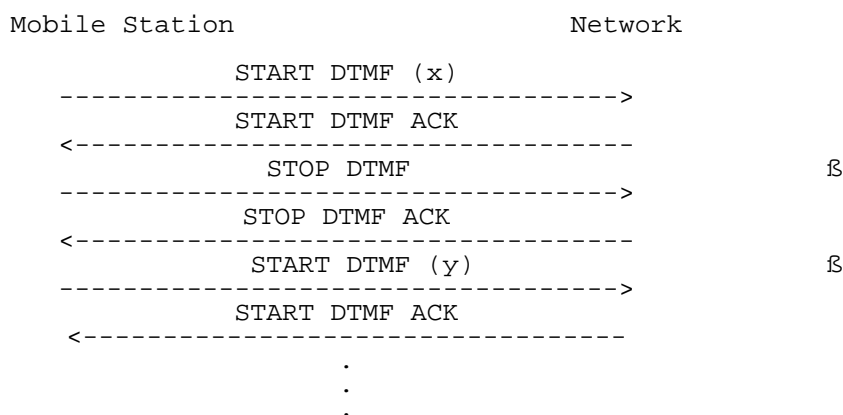 Mobile Station Network
START DTMF (x)
----------------------------------->
START DTMF ACK
<-----------------------------------
STOP DTMF ß
----------------------------------->
STOP DTMF ACK
<-----------------------------------
START DTMF (y) ß
----------------------------------->
START DTMF ACK
<----------------------------------
.
.
.